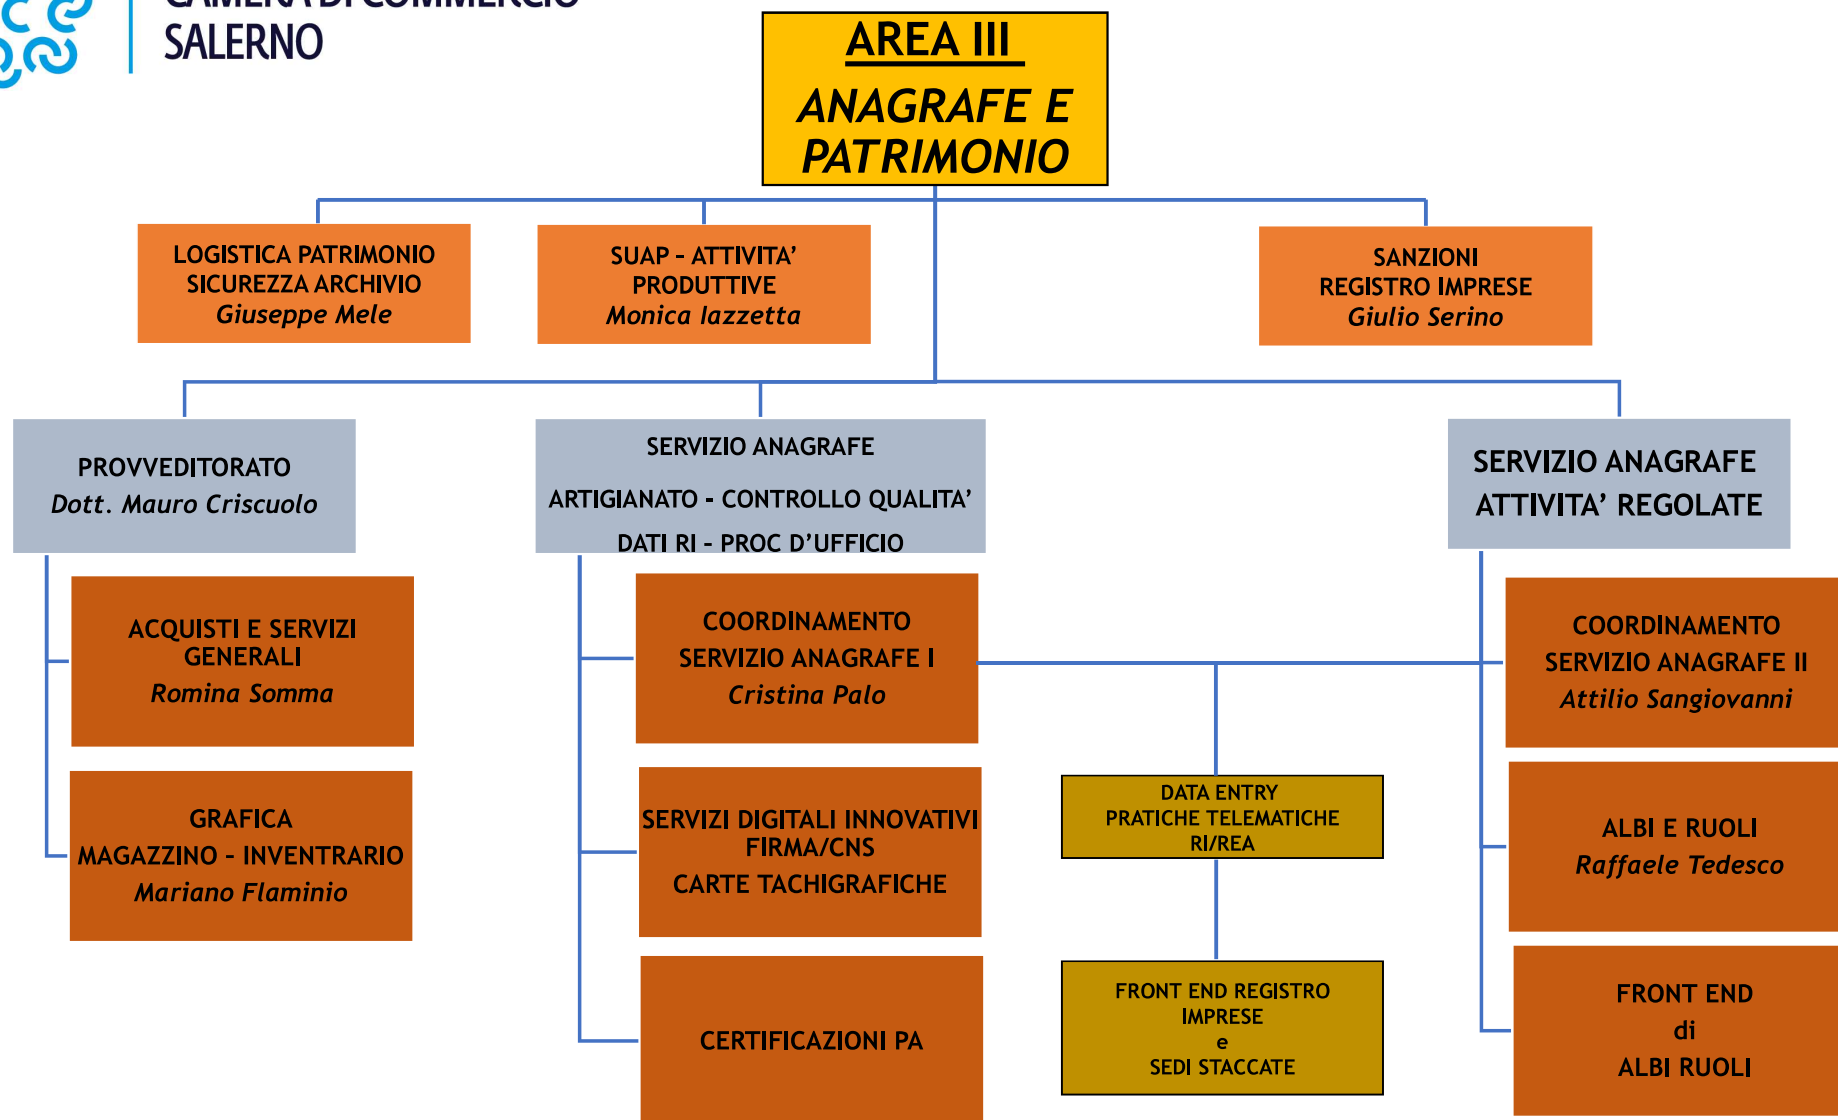 CAMERA DI COMMERCIO
SALERNO
AREA III
ANAGRAFE E
PATRIMONIO
LOGISTICA PATRIMONIO
SICUREZZA ARCHIVIO
Giuseppe Mele
SUAP – ATTIVITA’
PRODUTTIVE
Monica Iazzetta
SANZIONI
REGISTRO IMPRESE
Giulio Serino
PROVVEDITORATO
Dott. Mauro Criscuolo
SERVIZIO ANAGRAFE
ARTIGIANATO - CONTROLLO QUALITA’
DATI RI – PROC D’UFFICIO
SERVIZIO ANAGRAFE
ATTIVITA’ REGOLATE
ACQUISTI E SERVIZI
GENERALI
Romina Somma
GRAFICA
MAGAZZINO – INVENTRARIO
Mariano Flaminio
COORDINAMENTO
SERVIZIO ANAGRAFE I
Cristina Palo
SERVIZI DIGITALI INNOVATIVI
FIRMA/CNS
CARTE TACHIGRAFICHE
CERTIFICAZIONI PA
DATA ENTRY
PRATICHE TELEMATICHE
RI/REA
FRONT END REGISTRO
IMPRESE
e
SEDI STACCATE
COORDINAMENTO
SERVIZIO ANAGRAFE II
Attilio Sangiovanni
ALBI E RUOLI
Raffaele Tedesco
FRONT END
di
ALBI RUOLI